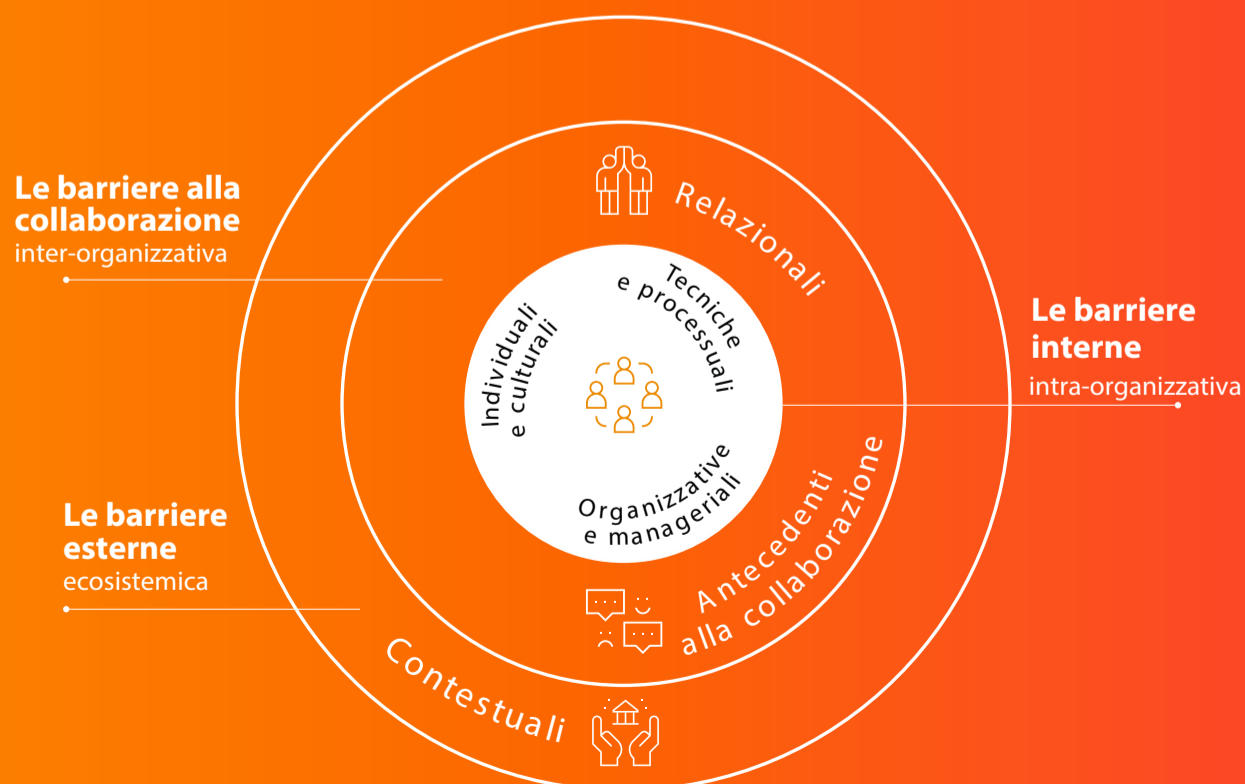 Le barriere alla
collaborazione
inter-organizzativa
Le barriere
esterne
ecosistemica
Relazionali
Tecniche
e processuali
Individuali
e culturali
Organizzative
e manageriali
Antecedenti
alla collaborazione
Contestuali
Le barriere
interne
intra-organizzativa